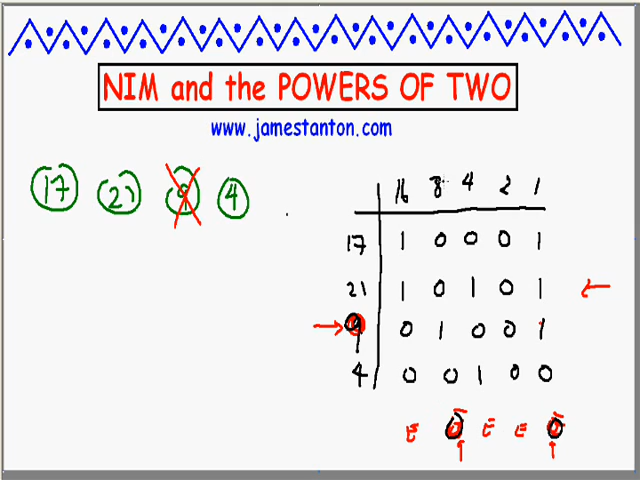 NIM and the POWERS OF TWO
www.jamestanton.com
17 21 9 4
16 8 4 2 1
17 1 0 0 0 1
21 1 0 1 0 1 ←
→ 9 0 1 0 0 1
4 0 0 1 0 0
E O E E O
↑ ↑